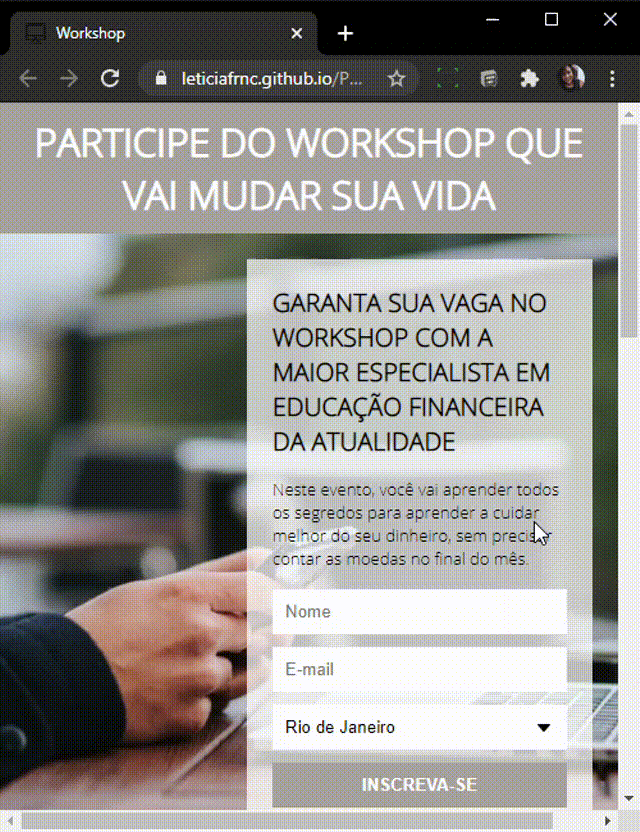 Workshop
leticiafrnc.github.io/P...
PARTICIPE DO WORKSHOP QUE
VAI MUDAR SUA VIDA
GARANTA SUA VAGA NO
WORKSHOP COM A
MAIOR ESPECIALISTA EM
EDUCAÇÃO FINANCEIRA
DA ATUALIDADE
Neste evento, você vai aprender todos
os segredos para aprender a cuidar
melhor do seu dinheiro, sem precisar
contar as moedas no final do mês.
Nome
E-mail
Rio de Janeiro
INSCREVA-SE